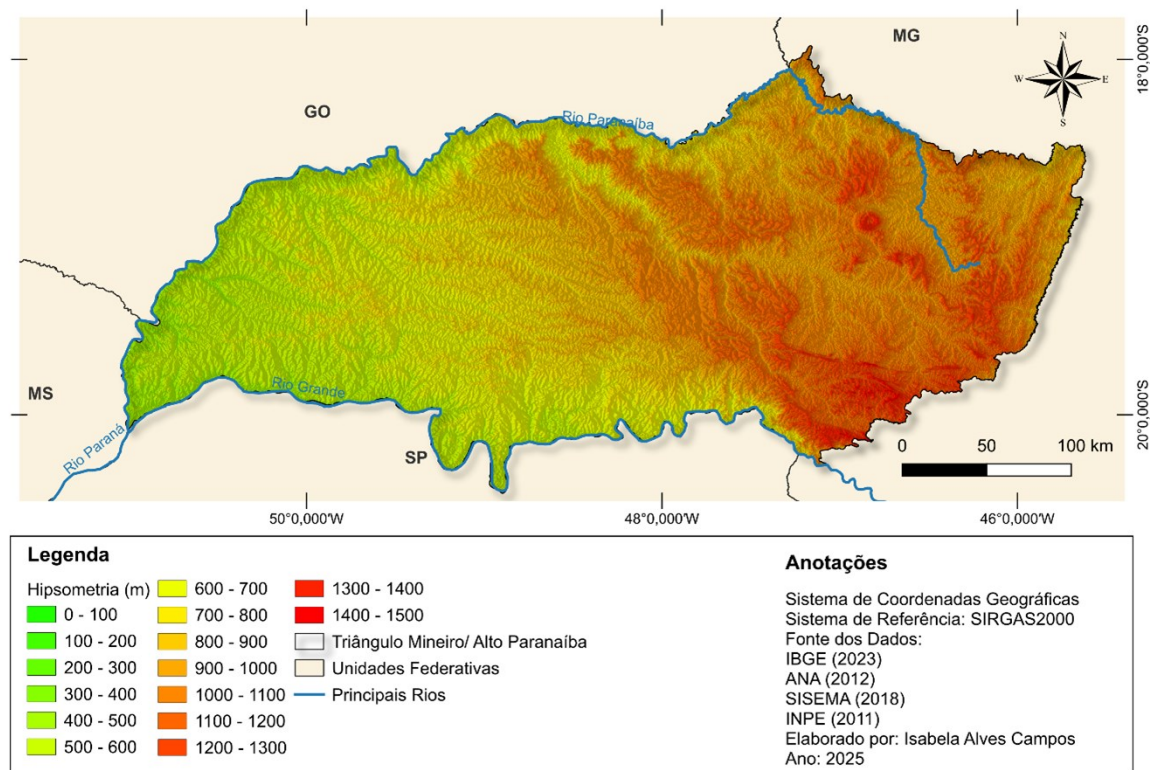 MG
N
W E
S
18°0,000'S
GO
Rio Paranaíba
MS
Rio Grande
Rio Paraná
SP
20°0,000'S
0 50 100 km
50°0,000'W 48°0,000'W 46°0,000'W
Legenda
Hipsometria (m)
0 - 100
100 - 200
200 - 300
300 - 400
400 - 500
500 - 600
600 - 700
700 - 800
800 - 900
900 - 1000
1000 - 1100
1100 - 1200
1200 - 1300
1300 - 1400
1400 - 1500
Triângulo Mineiro/ Alto Paranaíba
Unidades Federativas
Principais Rios
Anotações
Sistema de Coordenadas Geográficas
Sistema de Referência: SIRGAS2000
Fonte dos Dados:
IBGE (2023)
ANA (2012)
SISEMA (2018)
INPE (2011)
Elaborado por: Isabela Alves Campos
Ano: 2025